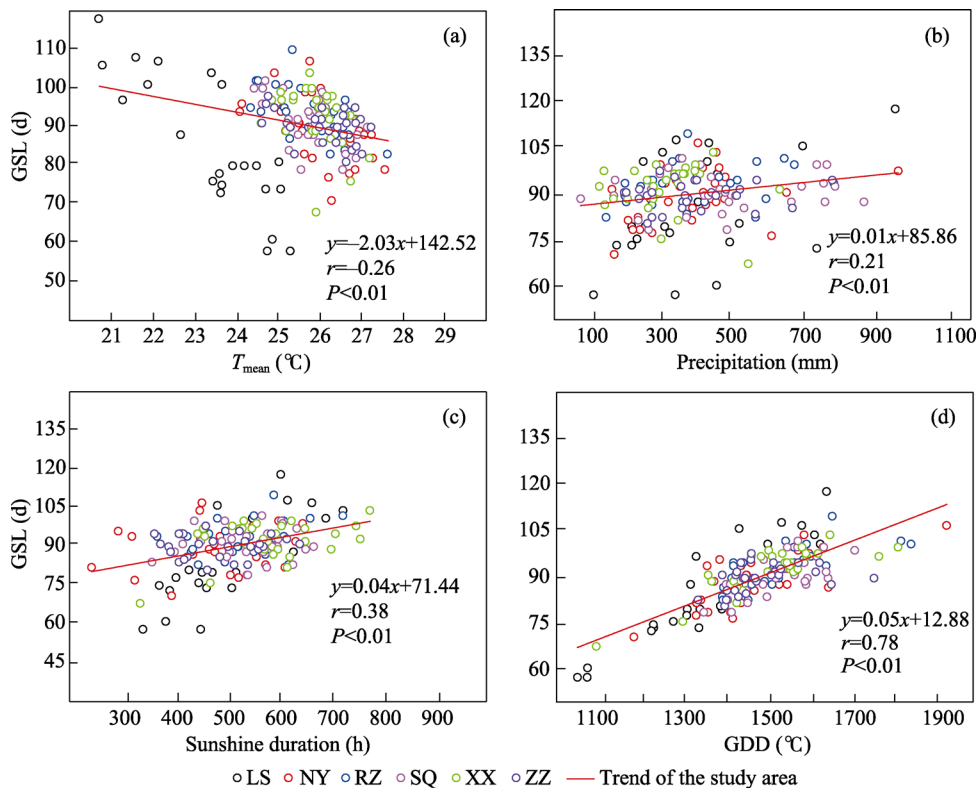 (a)
110
100
90
80
70
60
50
GSL (d)
y=−2.03x+142.52
r=−0.26
P<0.01
21 22 23 24 25 26 27 28 29
Tmean (℃)
(b)
135
120
105
90
75
60
y=0.01x+85.86
r=0.21
P<0.01
100 300 500 700 900 1100
Precipitation (mm)
(c)
135
120
105
90
75
60
45
GSL (d)
y=0.04x+71.44
r=0.38
P<0.01
300 400 500 600 700 800 900
Sunshine duration (h)
(d)
135
120
105
90
75
60
y=0.05x+12.88
r=0.78
P<0.01
1100 1300 1500 1700 1900
GDD (℃)
LS NY RZ SQ XX ZZ Trend of the study area